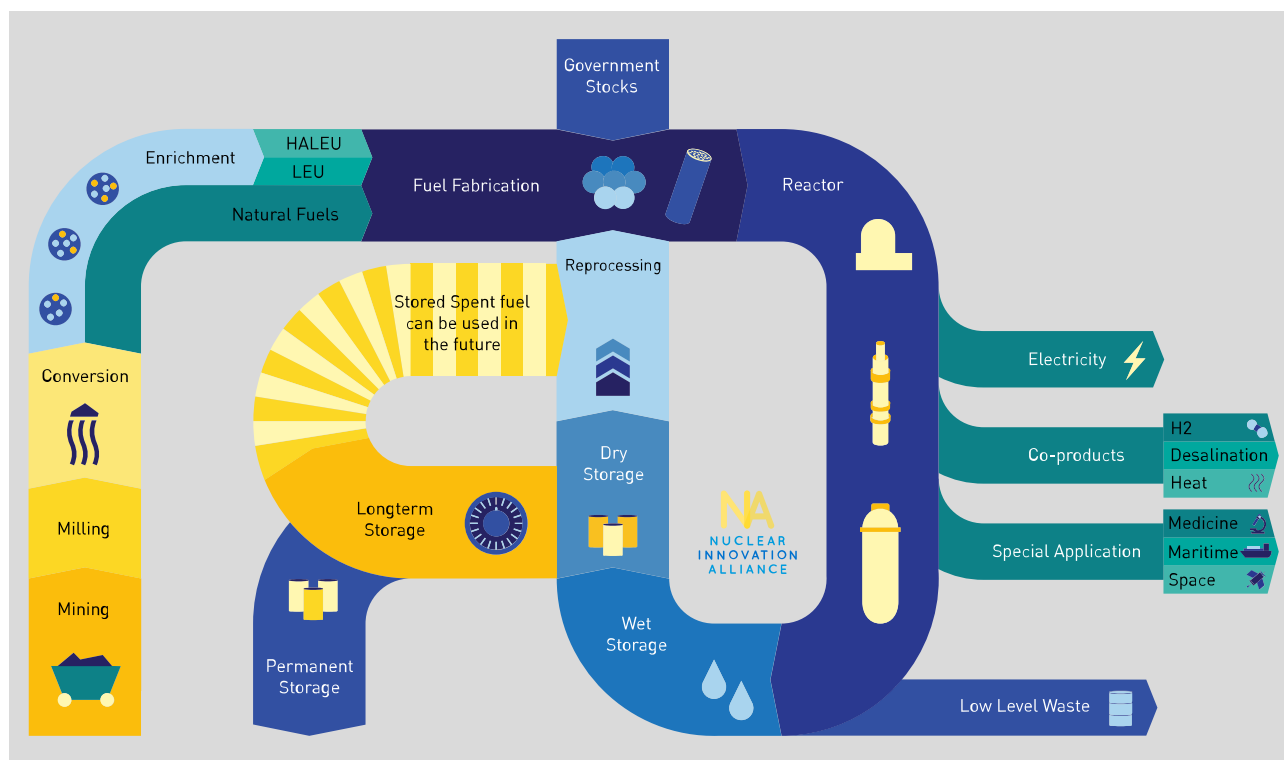 Government
Stocks
Enrichment
HALEU
LEU
Natural Fuels
Fuel Fabrication
Reactor
Reprocessing
Stored Spent fuel
can be used in
the future
Conversion
Electricity
H2
Co-products
Desalination
Heat
Dry
Storage
Longterm
Storage
NA
NUCLEAR
INNOVATION
ALLIANCE
Milling
Medicine
Special Application
Maritime
Space
Mining
Wet
Storage
Permanent
Storage
Low Level Waste